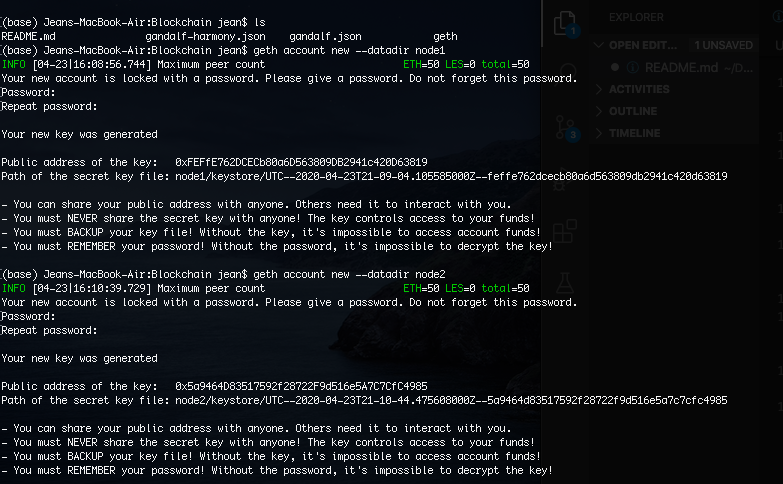 (base) Jeans-MacBook-Air:Blockchain jean$ ls
README.md gandalf-harmony.json gandalf.json geth
(base) Jeans-MacBook-Air:Blockchain jean$ geth account new --datadir node1
INFO [04-23|16:08:56.744] Maximum peer count ETH=50 LES=0 total=50
Your new account is locked with a password. Please give a password. Do not forget this password.
Password:
Repeat password:
Your new key was generated
Public address of the key: 0xFEFfE762DCECb80a6D563809DB2941c420D63819
Path of the secret key file: node1/keystore/UTC--2020-04-23T21-09-04.105585000Z--feffe762dcecb80a6d563809db2941c420d63819
- You can share your public address with anyone. Others need it to interact with you.
- You must NEVER share the secret key with anyone! The key controls access to your funds!
- You must BACKUP your key file! Without the key, it's impossible to access account funds!
- You must REMEMBER your password! Without the password, it's impossible to decrypt the key!
(base) Jeans-MacBook-Air:Blockchain jean$ geth account new --datadir node2
INFO [04-23|16:10:39.729] Maximum peer count ETH=50 LES=0 total=50
Your new account is locked with a password. Please give a password. Do not forget this password.
Password:
Repeat password:
Your new key was generated
Public address of the key: 0x5a9464D83517592f28722F9d516e5A7C7CfC4985
Path of the secret key file: node2/keystore/UTC--2020-04-23T21-10-44.475608000Z--5a9464d83517592f28722f9d516e5a7c7cfc4985
- You can share your public address with anyone. Others need it to interact with you.
- You must NEVER share the secret key with anyone! The key controls access to your funds!
- You must BACKUP your key file! Without the key, it's impossible to access account funds!
- You must REMEMBER your password! Without the password, it's impossible to decrypt the key!
1
3
EXPLORER
OPEN EDIT... 1 UNSAVED
README.md ~/D...
ACTIVITIES
OUTLINE
TIMELINE